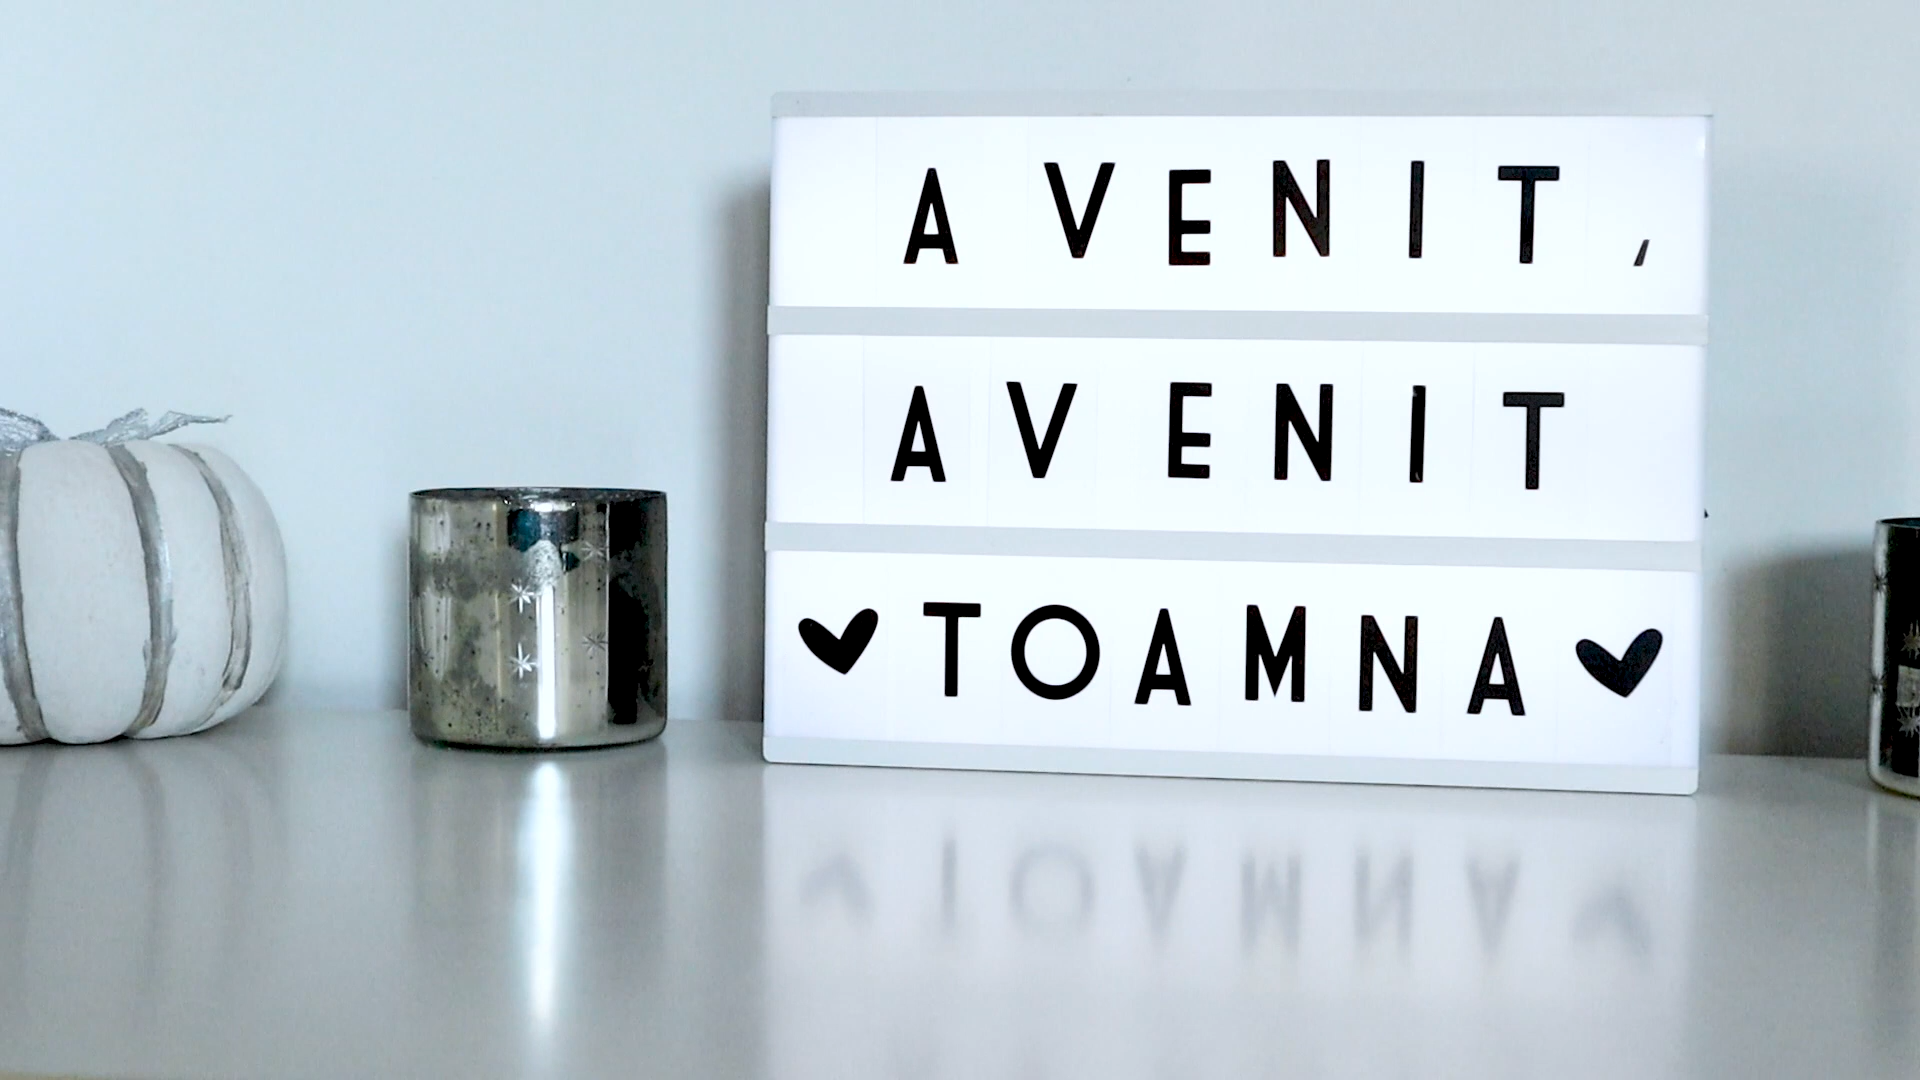 A VENIT,
A VENIT
♥ TOAMNA ♥